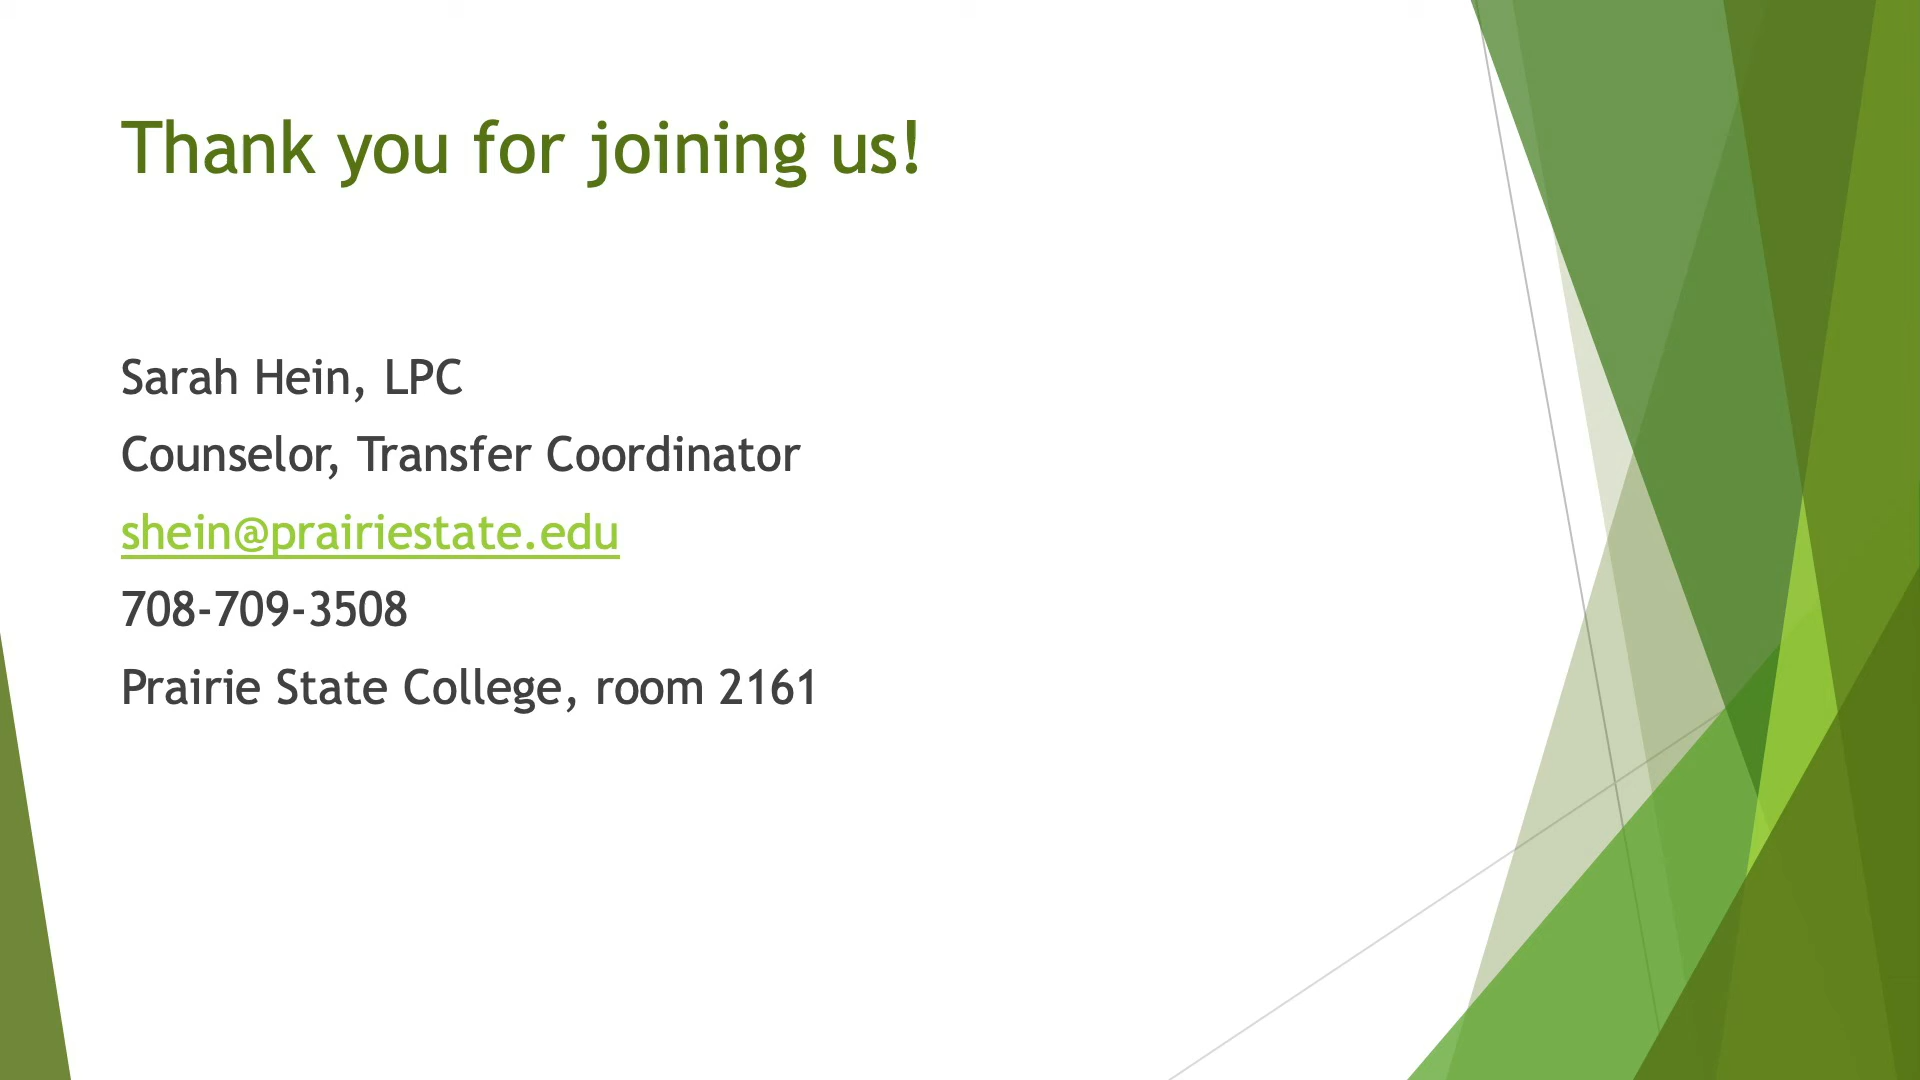 Thank you for joining us!
Sarah Hein, LPC
Counselor, Transfer Coordinator
shein@prairiestate.edu
708-709-3508
Prairie State College, room 2161